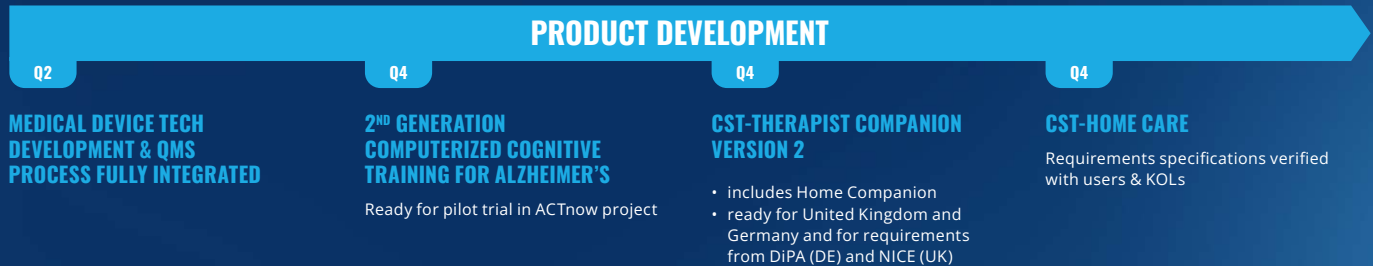 PRODUCT DEVELOPMENT
Q2
MEDICAL DEVICE TECH
DEVELOPMENT & QMS
PROCESS FULLY INTEGRATED
Q4
2ND GENERATION
COMPUTERIZED COGNITIVE
TRAINING FOR ALZHEIMER'S
Ready for pilot trial in ACTnow project
Q4
CST-THERAPIST COMPANION
VERSION 2
• includes Home Companion
• ready for United Kingdom and
Germany and for requirements
from DiPA (DE) and NICE (UK)
Q4
CST-HOME CARE
Requirements specifications verified
with users & KOLs